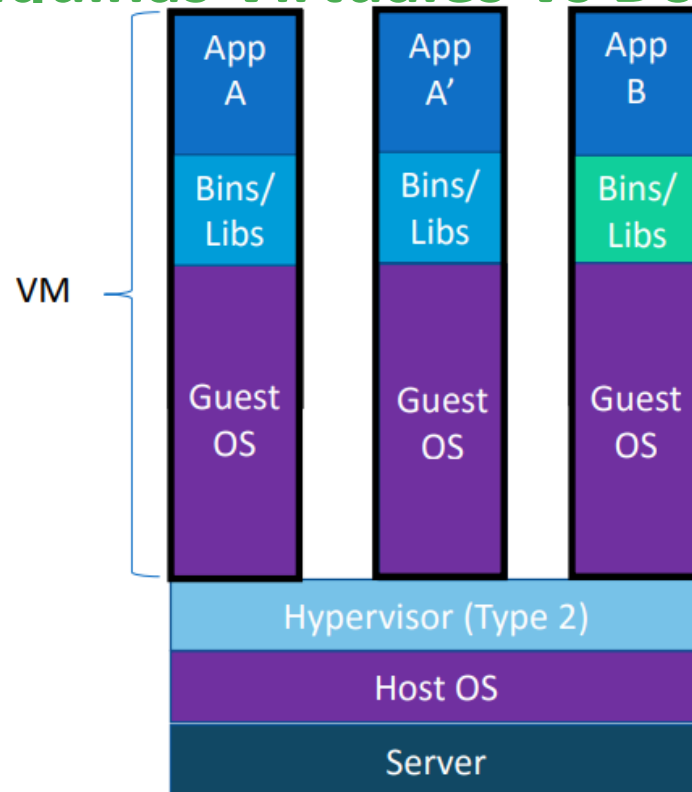 App
A
App
A’
App
B
Bins/
Libs
Bins/
Libs
Bins/
Libs
VM
Guest
OS
Guest
OS
Guest
OS
Hypervisor (Type 2)
Host OS
Server